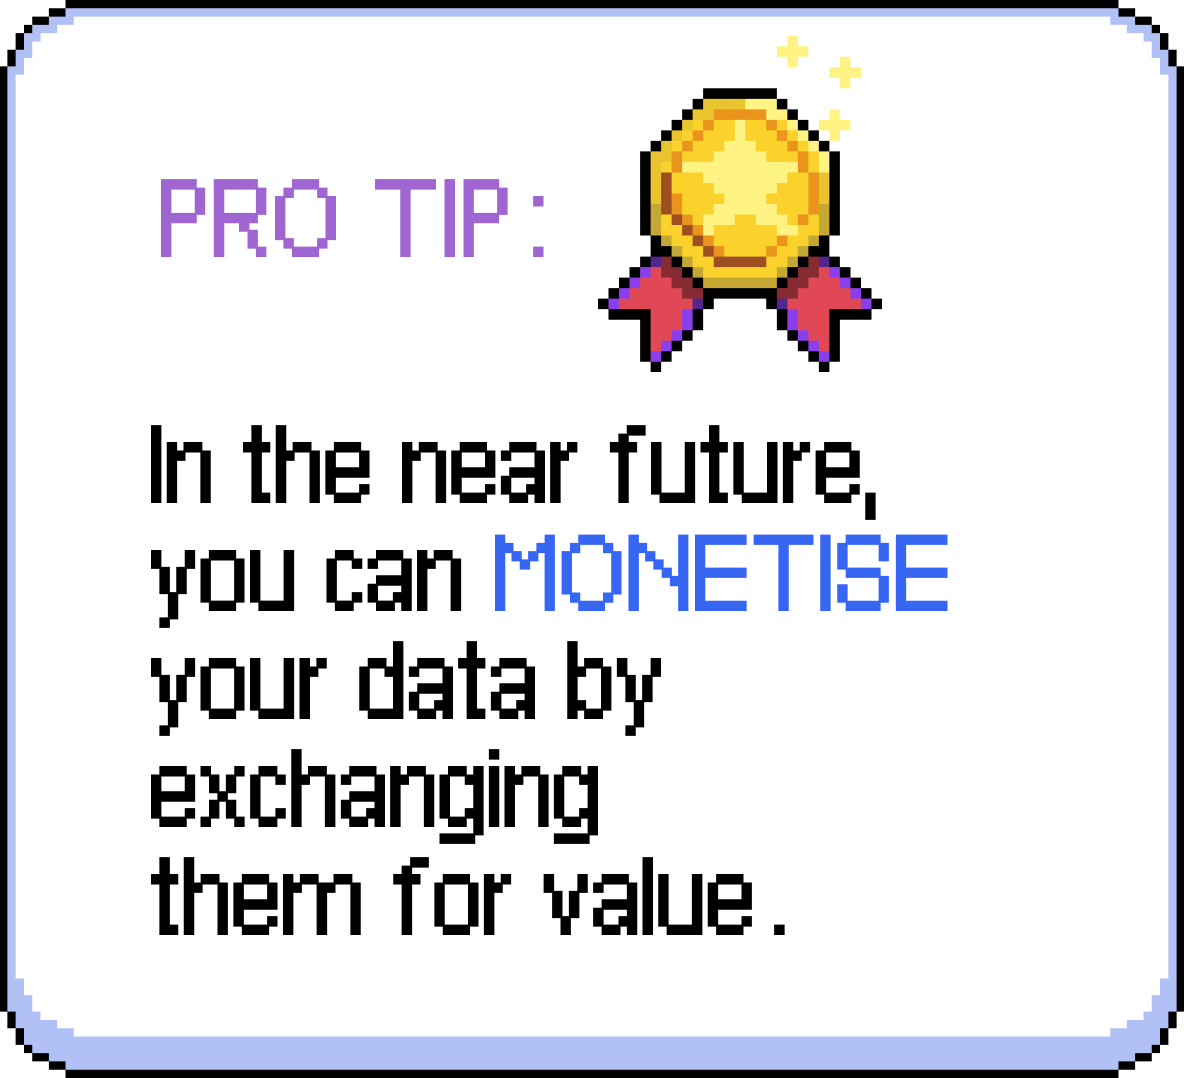 PRO TIP:
In the near future,
you can MONETISE
your data by
exchanging
them for value.